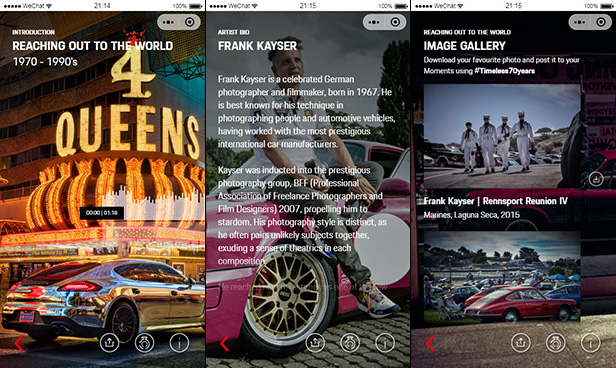 WeChat
21:14
100%
INTRODUCTION
REACHING OUT TO THE WORLD
1970 - 1990's
4
QUEENS
00:00 | 01:18
WeChat
21:15
100%
ARTIST BIO
FRANK KAYSER
Frank Kayser is a celebrated German
photographer and filmmaker, born in 1967. He
is best known for his technique in
photographing people and automotive vehicles,
having worked with the most prestigious
international car manufacturers.
Kayser was inducted into the prestigious
photography group, BFF (Professional
Association of Freelance Photographers and
Film Designers) 2007, propelling him to
stardom. His photography style is distinct, as
he often pairs unlikely subjects together,
exuding a sense of theatrics in each
composition.
WeChat
21:15
100%
REACHING OUT TO THE WORLD
IMAGE GALLERY
Download your favourite photo and post it to your
Moments using #Timeless70years
Frank Kayser | Rennsport Reunion IV
Marines, Laguna Seca, 2015